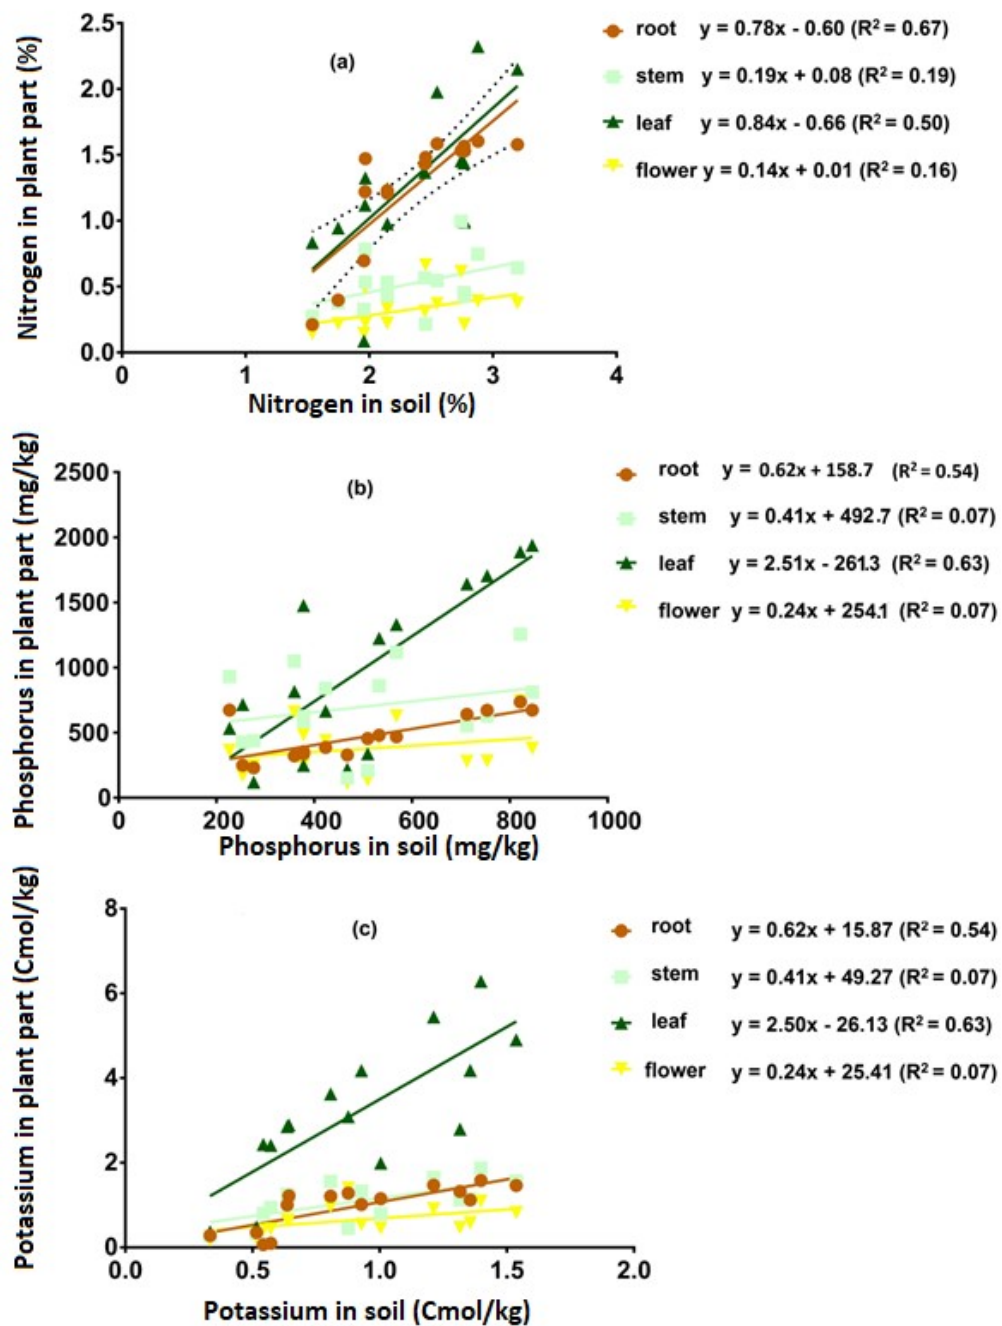 Nitrogen in plant part (%)
2.5
2.0
1.5
1.0
0.5
0.0
(a)
0 1 2 3 4
Nitrogen in soil (%)
root y = 0.78x - 0.60 (R² = 0.67)
stem y = 0.19x + 0.08 (R² = 0.19)
leaf y = 0.84x - 0.66 (R² = 0.50)
flower y = 0.14x + 0.01 (R² = 0.16)
Phosphorus in plant part (mg/kg)
2500
2000
1500
1000
500
0
(b)
0 200 400 600 800 1000
Phosphorus in soil (mg/kg)
root y = 0.62x + 158.7 (R² = 0.54)
stem y = 0.41x + 492.7 (R² = 0.07)
leaf y = 2.51x - 261.3 (R² = 0.63)
flower y = 0.24x + 254.1 (R² = 0.07)
Potassium in plant part (Cmol/kg)
8
6
4
2
0
(c)
0.0 0.5 1.0 1.5 2.0
Potassium in soil (Cmol/kg)
root y = 0.62x + 15.87 (R² = 0.54)
stem y = 0.41x + 49.27 (R² = 0.07)
leaf y = 2.50x - 26.13 (R² = 0.63)
flower y = 0.24x + 25.41 (R² = 0.07)